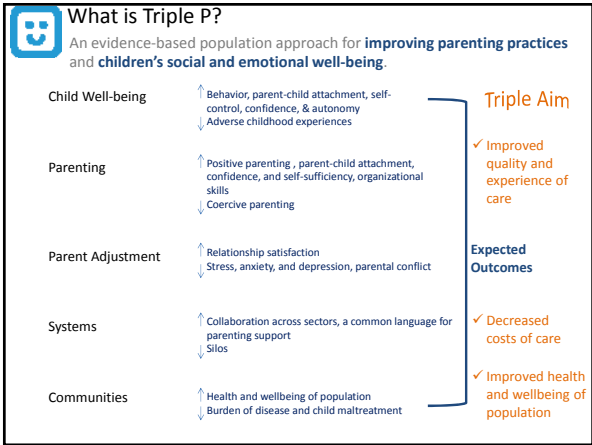 What is Triple P?
An evidence-based population approach for improving parenting practices
and children's social and emotional well-being.
Child Well-being
↑ Behavior, parent-child attachment, self-
control, confidence, & autonomy
↓ Adverse childhood experiences
Parenting
↑ Positive parenting , parent-child attachment,
confidence, and self-sufficiency, organizational
skills
↓ Coercive parenting
Parent Adjustment
↑ Relationship satisfaction
↓ Stress, anxiety, and depression, parental conflict
Systems
↑ Collaboration across sectors, a common language for
parenting support
↓ Silos
Communities
↑ Health and wellbeing of population
↓ Burden of disease and child maltreatment
Triple Aim
✓ Improved
quality and
experience of
care
Expected
Outcomes
✓ Decreased
costs of care
✓ Improved health
and wellbeing of
population